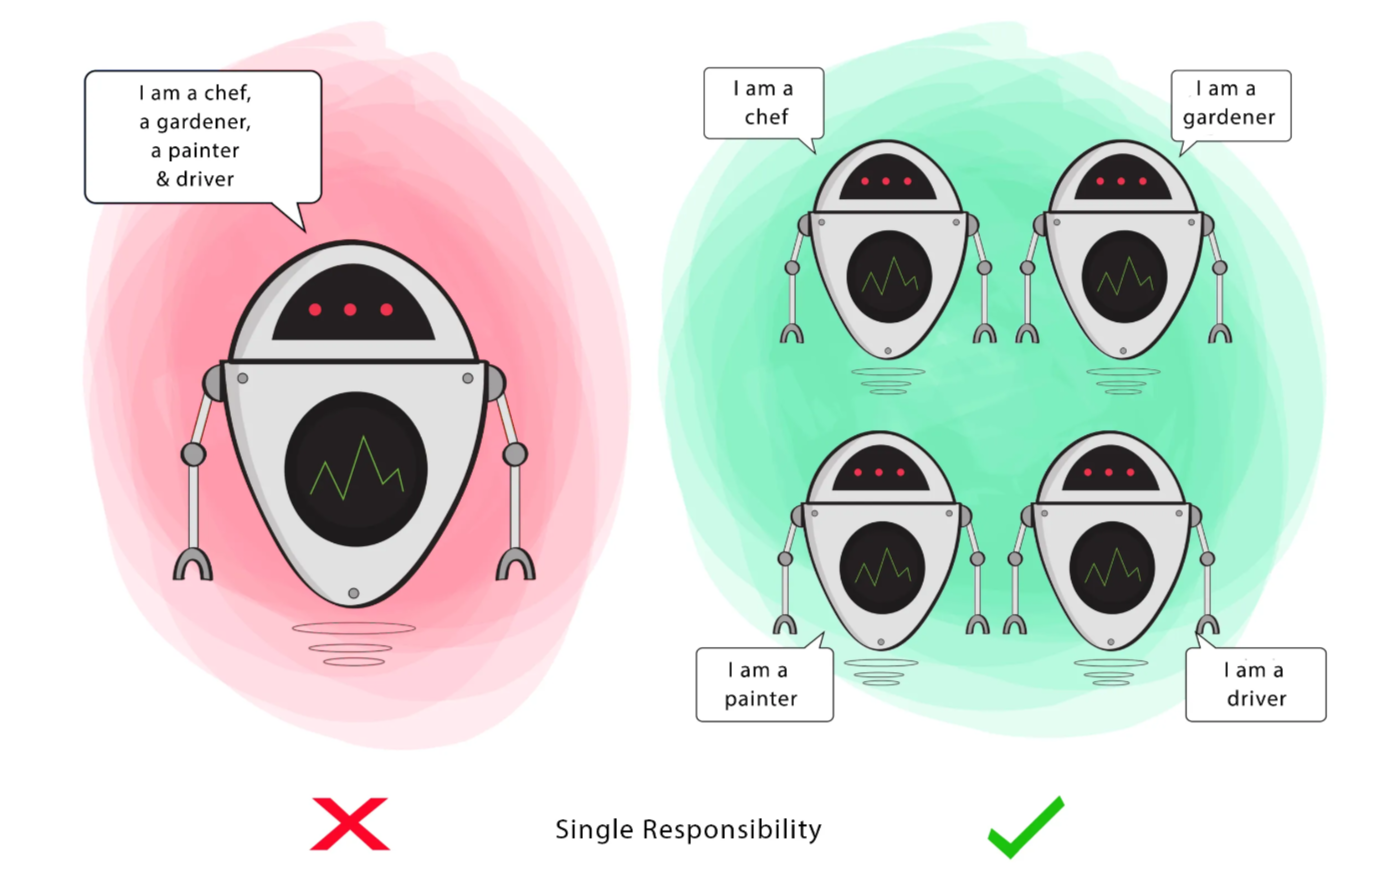 I am a chef,
a gardener,
a painter
& driver
I am a
chef
I am a
gardener
I am a
painter
I am a
driver
Single Responsibility